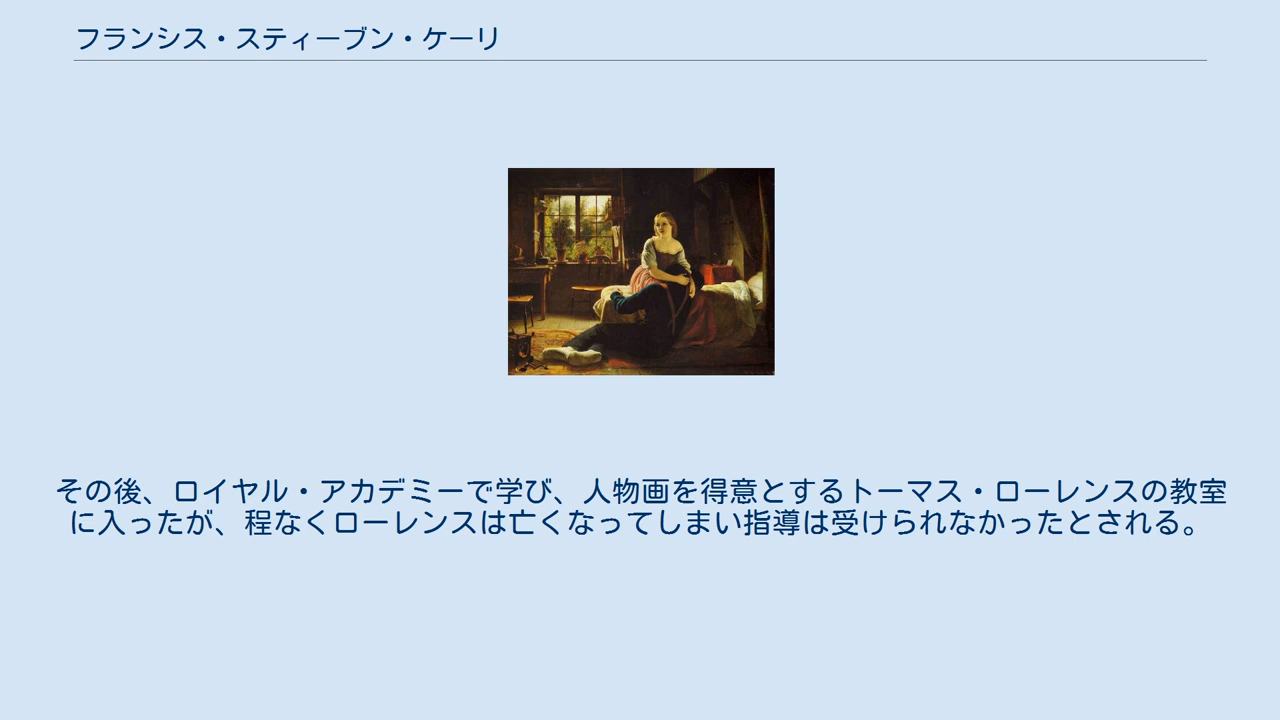 フランシス・スティーブン・ケーリ
その後、ロイヤル・アカデミーで学び、人物画を得意とするトーマス・ローレンスの教室
に入ったが、程なくローレンスは亡くなってしまい指導は受けられなかったとされる。